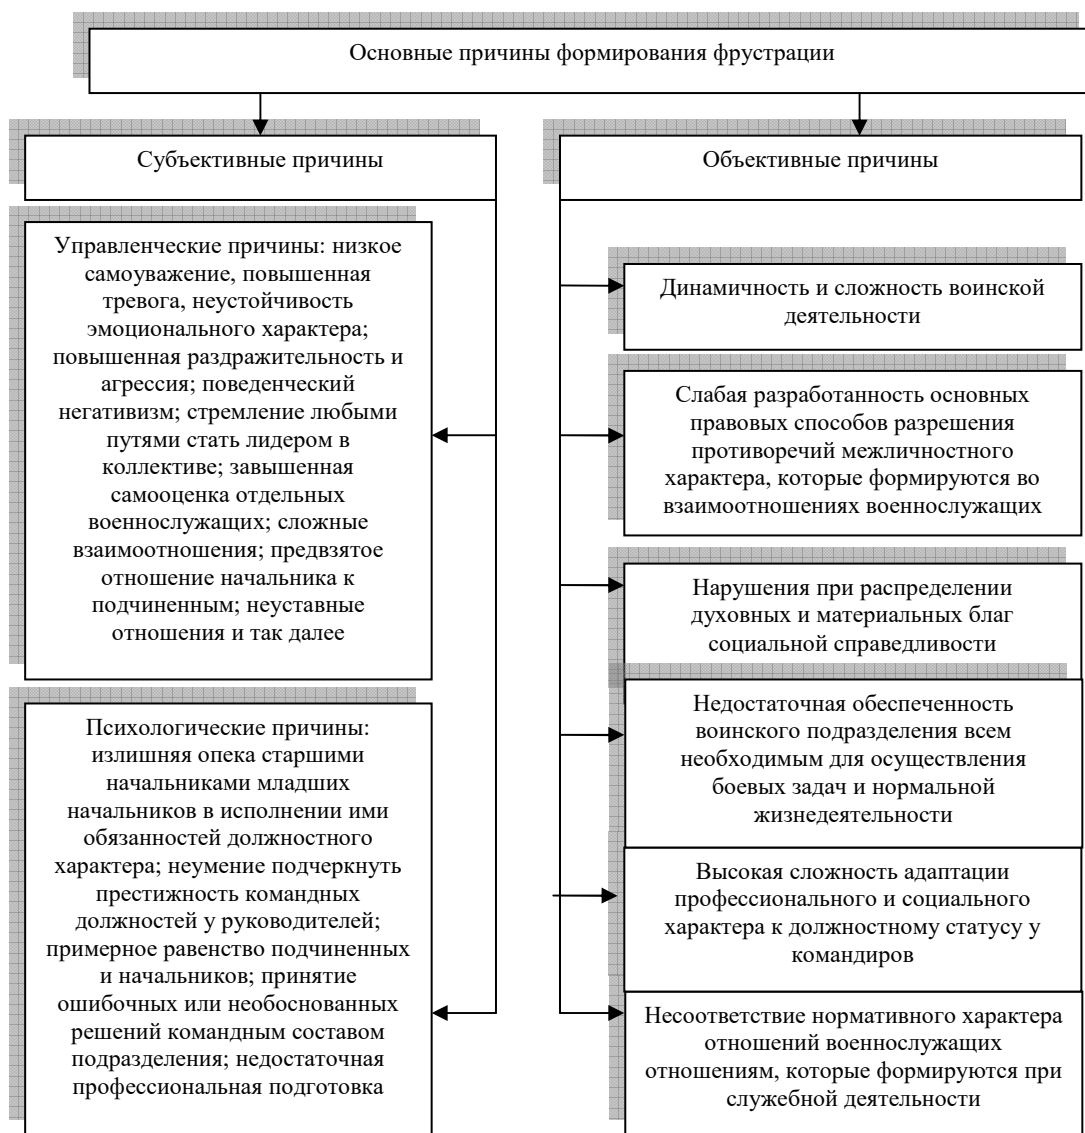 Основные причины формирования фрустрации
Субъективные причины
Управленческие причины: низкое
самоуважение, повышенная
тревога, неустойчивость
эмоционального характера;
повышенная раздражительность и
агрессия; поведенческий
негативизм; стремление любыми
путями стать лидером в
коллективе; завышенная
самооценка отдельных
военнослужащих; сложные
взаимоотношения; предвзятое
отношение начальника к
подчиненным; неуставные
отношения и так далее
Психологические причины:
излишняя опека старшими
начальниками младших
начальников в исполнении ими
обязанностей должностного
характера; неумение подчеркнуть
престижность командных
должностей у руководителей;
примерное равенство подчиненных
и начальников; принятие
ошибочных или необоснованных
решений командным составом
подразделения; недостаточная
профессиональная подготовка
Объективные причины
Динамичность и сложность воинской
деятельности
Слабая разработанность основных
правовых способов разрешения
противоречий межличностного
характера, которые формируются во
взаимоотношениях военнослужащих
Нарушения при распределении
духовных и материальных благ
социальной справедливости
Недостаточная обеспеченность
воинского подразделения всем
необходимым для осуществления
боевых задач и нормальной
жизнедеятельности
Высокая сложность адаптации
профессионального и социального
характера к должностному статусу у
командиров
Несоответствие нормативного характера
отношений военнослужащих
отношениям, которые формируются при
служебной деятельности